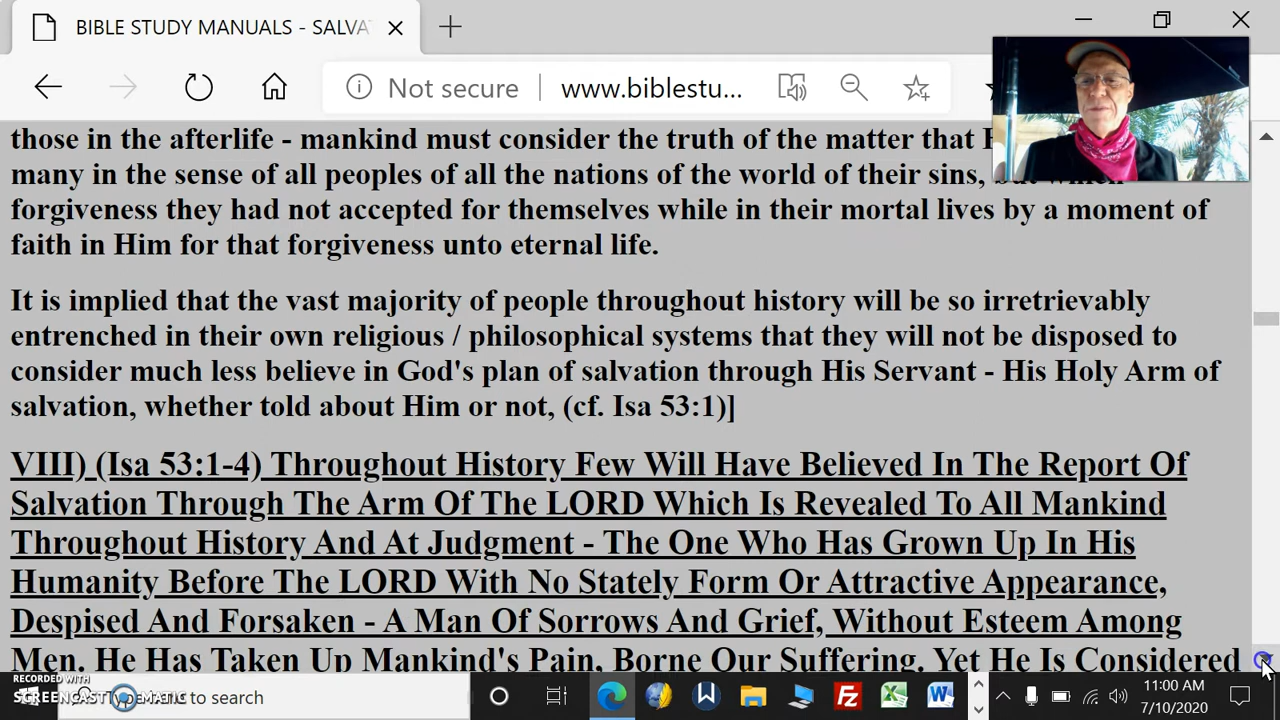 BIBLE STUDY MANUALS - SALVA
Not secure
www.biblestu...
those in the afterlife - mankind must consider the truth of the matter that
many in the sense of all peoples of all the nations of the world of their sins, but which
forgiveness they had not accepted for themselves while in their mortal lives by a moment of
faith in Him for that forgiveness unto eternal life.
It is implied that the vast majority of people throughout history will be so irretrievably
entrenched in their own religious / philosophical systems that they will not be disposed to
consider much less believe in God's plan of salvation through His Servant - His Holy Arm of
salvation, whether told about Him or not, (cf. Isa 53:1)]
VIII) (Isa 53:1-4) Throughout History Few Will Have Believed In The Report Of
Salvation Through The Arm Of The LORD Which Is Revealed To All Mankind
Throughout History And At Judgment - The One Who Has Grown Up In His
Humanity Before The LORD With No Stately Form Or Attractive Appearance,
Despised And Forsaken - A Man Of Sorrows And Grief, Without Esteem Among
Men. He Has Taken Up Mankind's Pain, Borne Our Suffering. Yet He Is Considered
RECORDED WITH
SCREENCAST MATIC
Type here to search
11:00 AM
7/10/2020